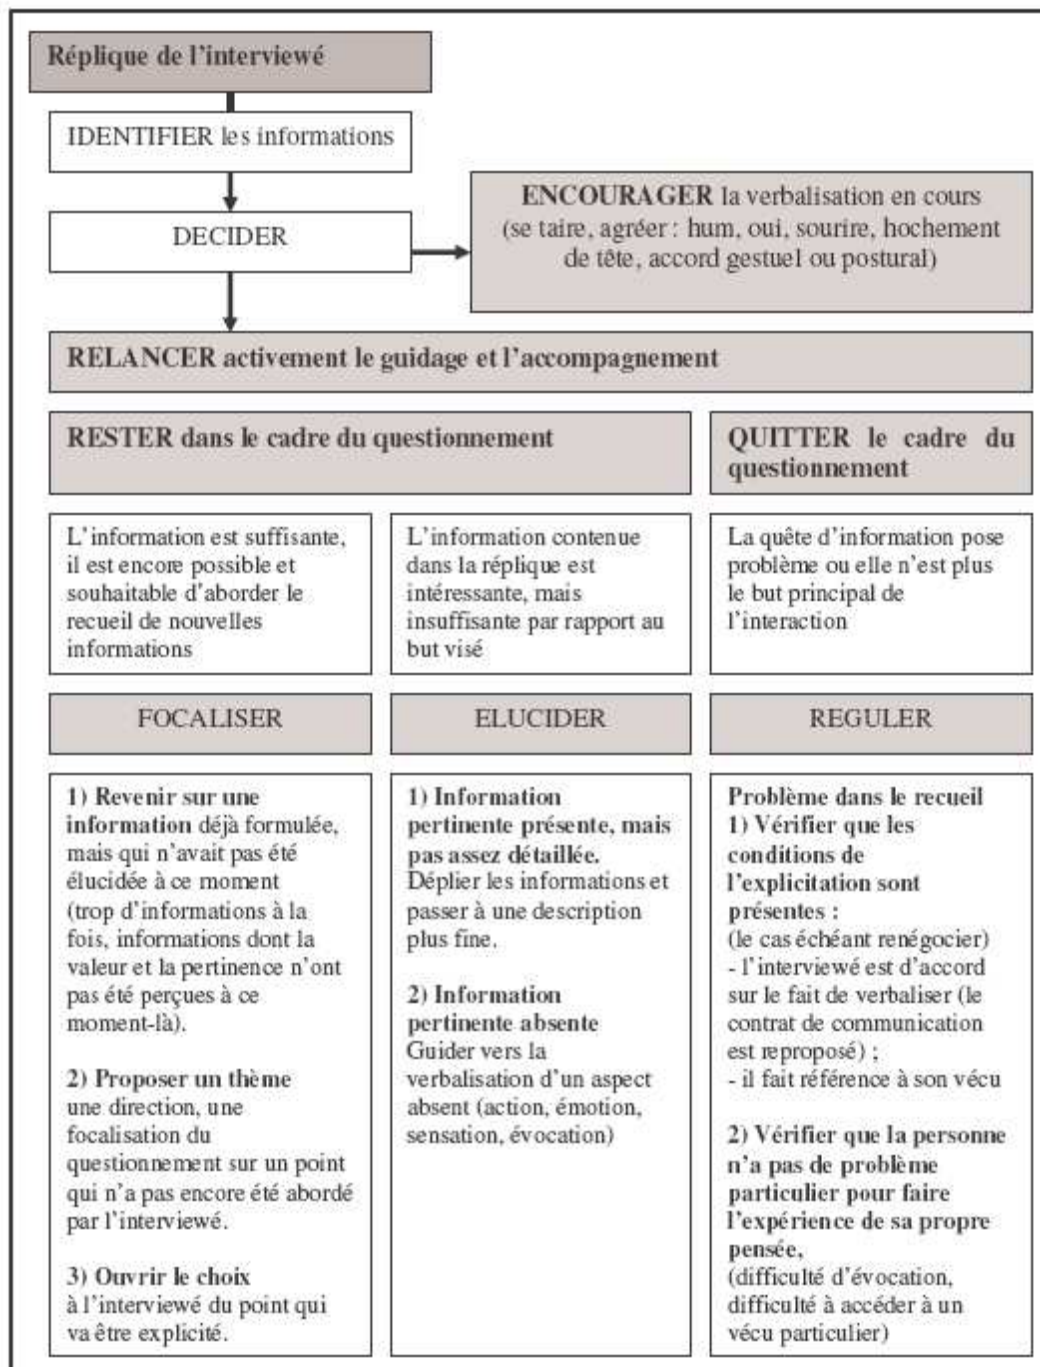 Réplique de l'interviewé
IDENTIFIER les informations
DECIDER
ENCOURAGER la verbalisation en cours
(se taire, agréer : hum, oui, sourire, hochement
de tête, accord gestuel ou postural)
RELANCER activement le guidage et l'accompagnement
RESTER dans le cadre du questionnement
QUITTER le cadre du
questionnement
L'information est suffisante,
il est encore possible et
souhaitable d'aborder le
recueil de nouvelles
informations
L'information contenue
dans la réplique est
intéressante, mais
insuffisante par rapport au
but visé
La quête d'information pose
problème ou elle n'est plus
le but principal de
l'interaction
FOCALISER
ELUCIDER
REGULER
1) Revenir sur une
information déjà formulée,
mais qui n'avait pas été
élucidée à ce moment
(trop d'informations à la
fois, informations dont la
valeur et la pertinence n'ont
pas été perçues à ce
moment-là).
2) Proposer un thème
une direction, une
focalisation du
questionnement sur un point
qui n'a pas encore été abordé
par l'interviewé.
3) Ouvrir le choix
à l'interviewé du point qui
va être explicité.
1) Information
pertinente présente, mais
pas assez détaillée.
Déplier les informations et
passer à une description
plus fine.
2) Information
pertinente absente
Guider vers la
verbalisation d'un aspect
absent (action, émotion,
sensation, évocation)
Problème dans le recueil
1) Vérifier que les
conditions de
l'explicitation sont
présentes :
(le cas échéant renégocier)
- l'interviewé est d'accord
sur le fait de verbaliser (le
contrat de communication
est reproposé) ;
- il fait référence à son vécu
2) Vérifier que la personne
n'a pas de problème
particulier pour faire
l'expérience de sa propre
pensée,
(difficulté d'évocation,
difficulté à accéder à un
vécu particulier)